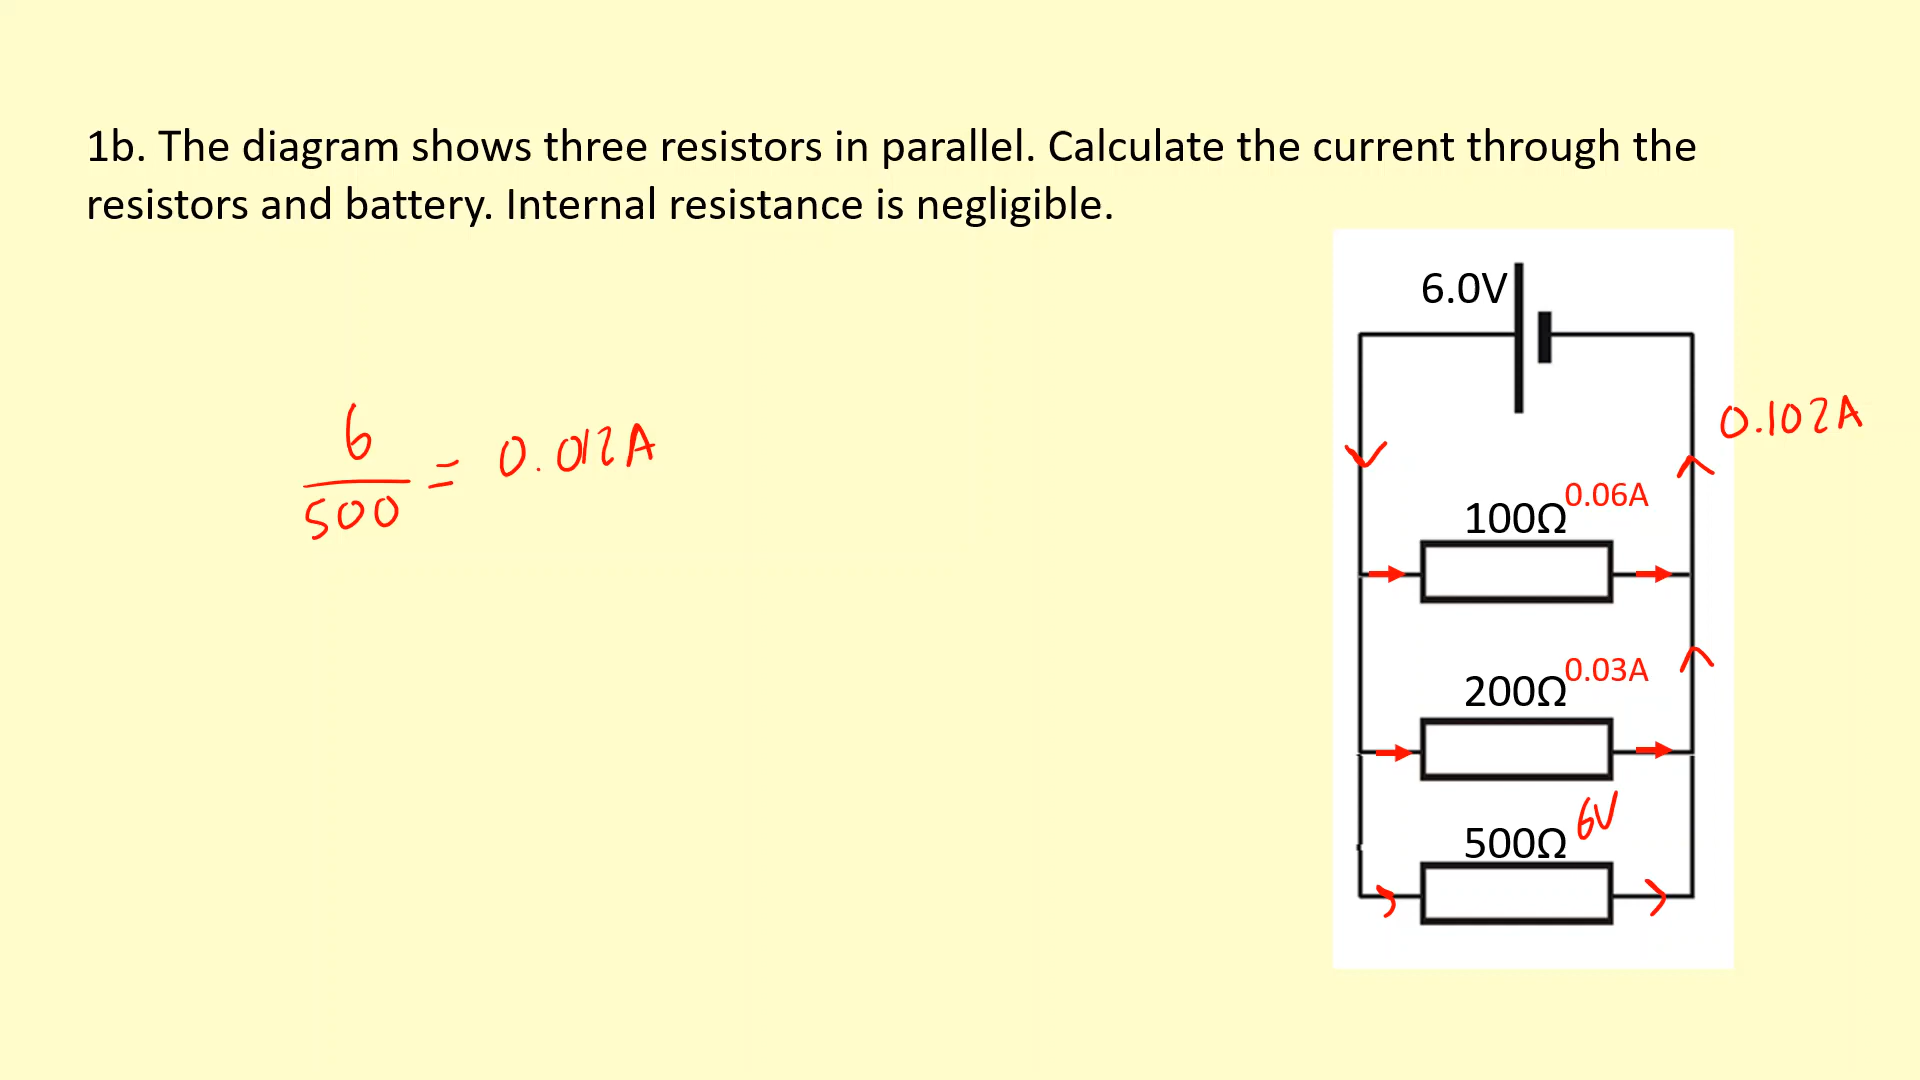 1b. The diagram shows three resistors in parallel. Calculate the current through the
resistors and battery. Internal resistance is negligible.
6.0V
0.102A
6
500
= 0.012A
0.06A
100Ω
0.03A
200Ω
6V
500Ω